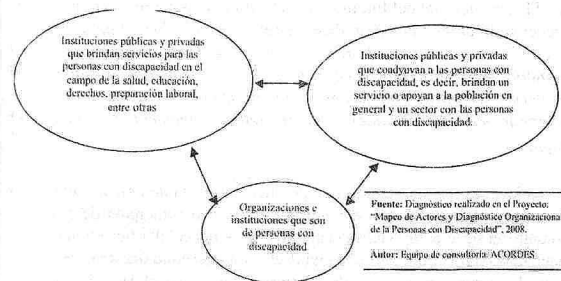 Instituciones públicas y privadas
que brindan servicios para las
personas con discapacidad en el
campo de la salud, educación,
derechos, preparación laboral,
entre otras
Instituciones públicas y privadas
que conduyvan a las personas con
discapacidad, es decir, brindan un
servicio o apoyan a la población en
general y un sector con las personas
con discapacidad.
Organizaciones e
instituciones que son
de personas con
discapacidad
Fuente: Diagnóstico realizado en el Proyecto:
"Mapeo de Actores y Diagnóstico Organizaciona
de la Personas con Discapacidad", 2008.
Autor: Equipo de consultoría: ACORDES